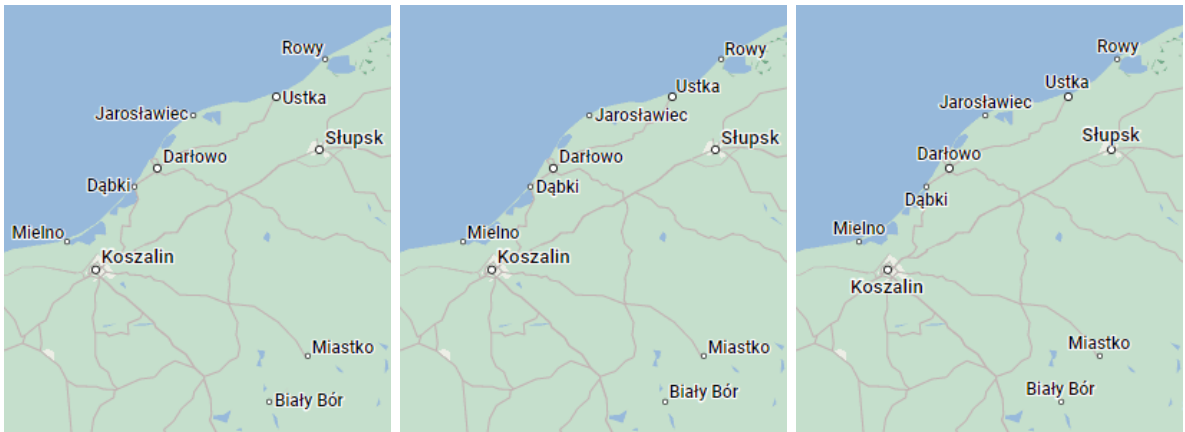 Rowy
Ustka
Jarosławiec
Słupsk
Darłowo
Dąbki
Mielno
Koszalin
Miastko
Biały Bór
Rowy
Ustka
Jarosławiec
Słupsk
Darłowo
Dąbki
Mielno
Koszalin
Miastko
Biały Bór
Rowy
Ustka
Jarosławiec
Słupsk
Darłowo
Dąbki
Mielno
Koszalin
Miastko
Biały Bór